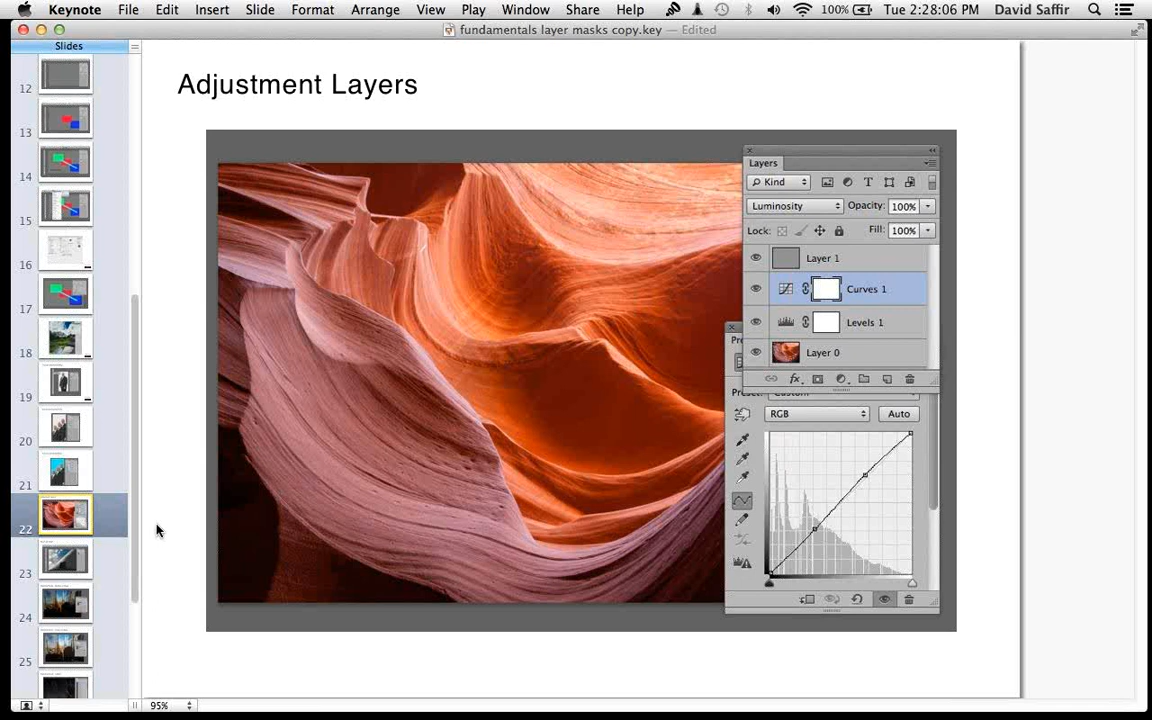 Keynote File Edit Insert Slide Format Arrange View Play Window Share Help 100% Tue 2:28:06 PM David Saffir
fundamentals layer masks copy.key — Edited
Slides
Adjustment Layers
12
13
14
15
16
17
18
19
20
21
22
23
24
25
Layers
Kind
Luminosity Opacity: 100%
Lock: Fill: 100%
Layer 1
Curves 1
Levels 1
Layer 0
fx
RGB Auto
95%